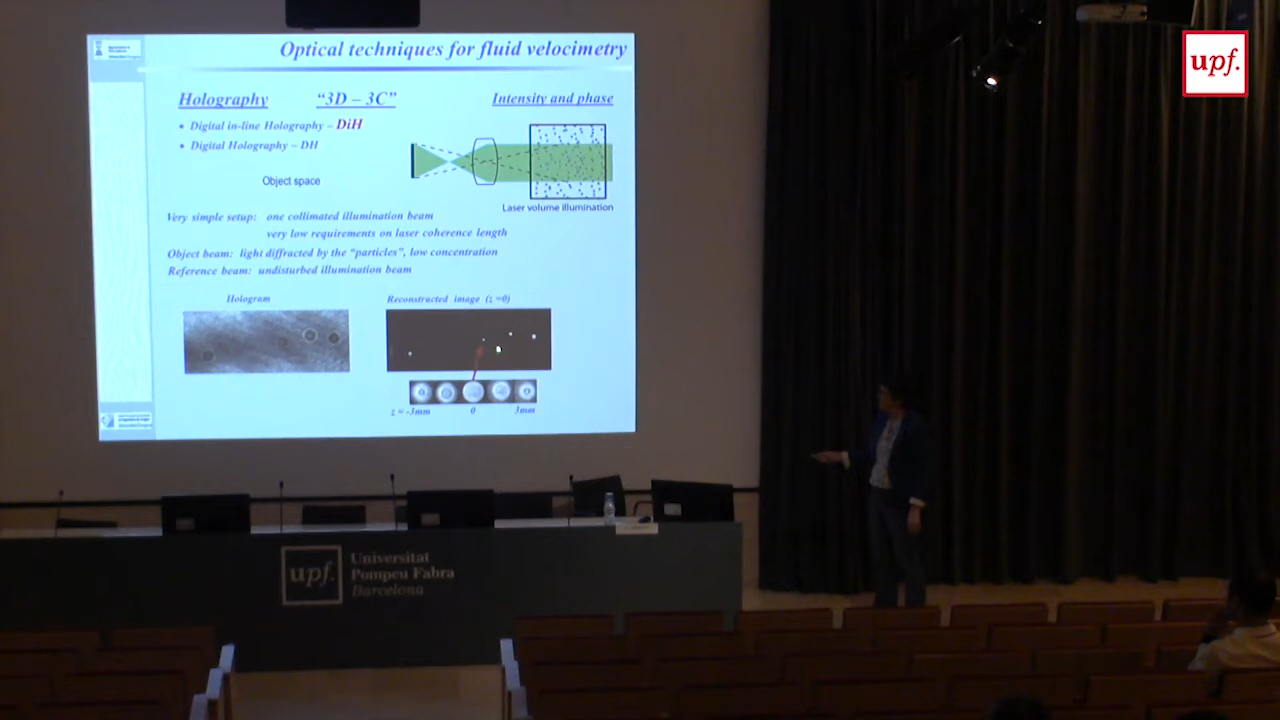 Optical techniques for fluid velocimetry
Holography "3D – 3C" Intensity and phase
• Digital in-line Holography – DiH
• Digital Holography – DH
Object space
Laser volume illumination
Very simple setup: one collimated illumination beam
very low requirements on laser coherence length
Object beam: light diffracted by the "particles", low concentration
Reference beam: undisturbed illumination beam
Hologram
Reconstructed image (z =0)
z = -3mm 0 3mm
upf.
upf.
Universitat
Pompeu Fabra
Barcelona